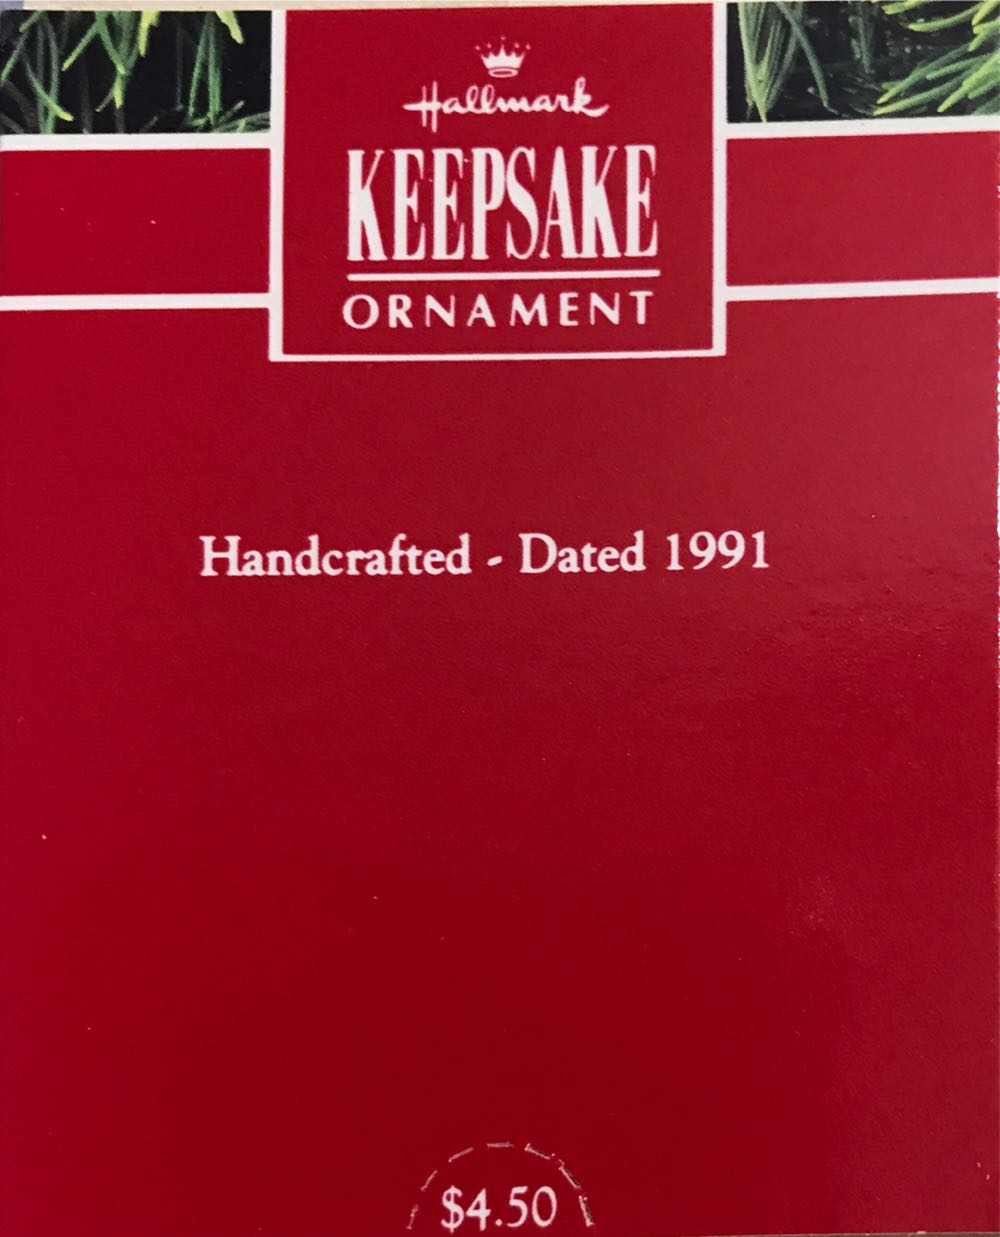 Hallmark
KEEPSAKE
ORNAMENT
Handcrafted - Dated 1991
$4.50